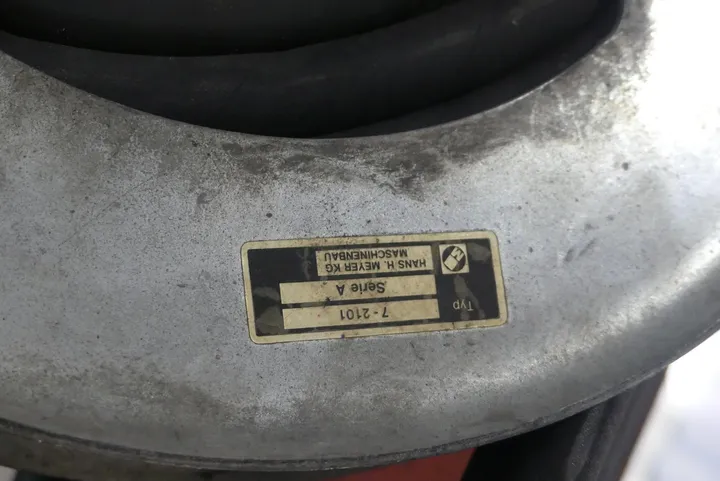 Typ 7-2101
Serie A
HANS H. MEYER KG
MASCHINENBAU